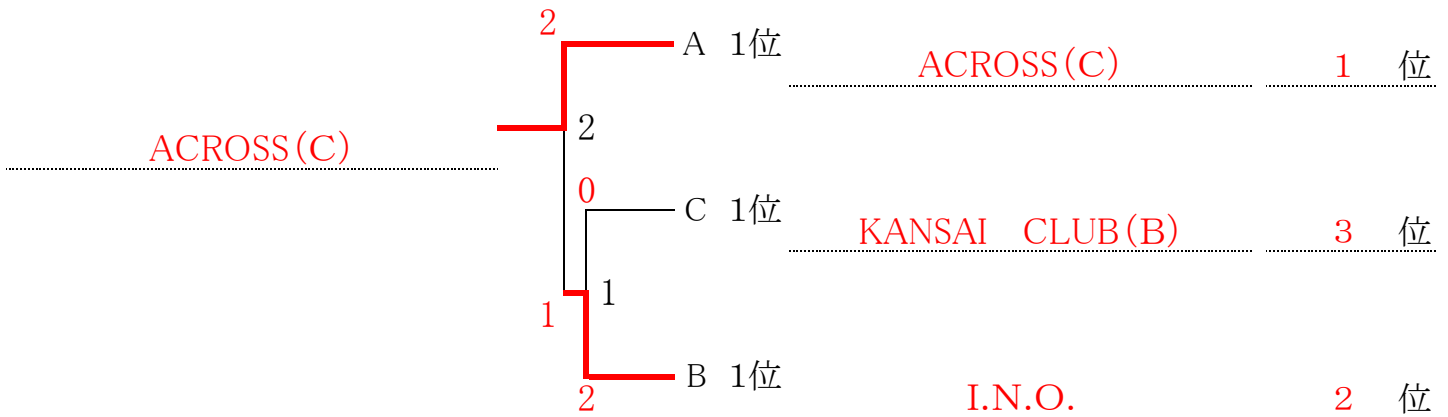 2
A 1位 ACROSS(C) 1 位
2
ACROSS(C)
0
C 1位 KANSAI CLUB(B) 3 位
1
1
B 1位 I.N.O. 2 位
2